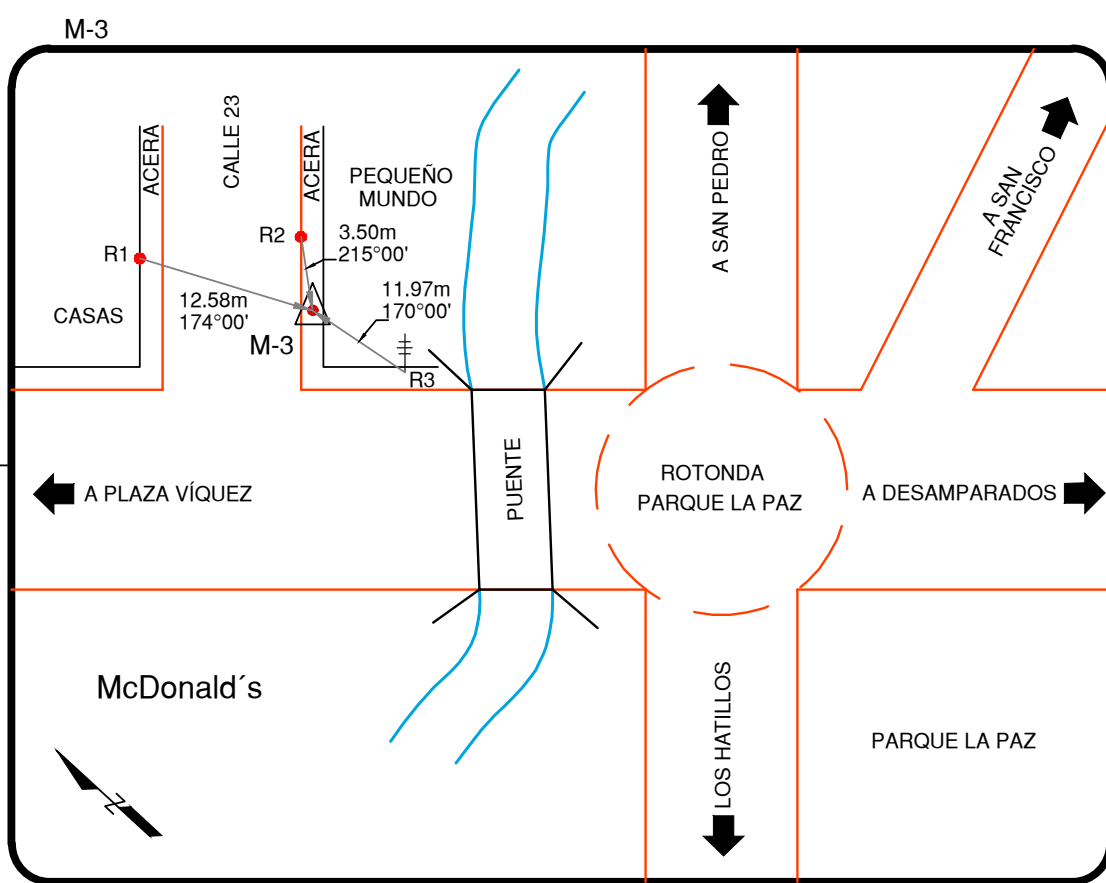 M-3
ACERA
CALLE 23
ACERA
PEQUEÑO
MUNDO
R1
R2
3.50m
215°00'
12.58m
174°00'
11.97m
170°00'
CASAS
M-3
R3
A SAN PEDRO
A SAN
FRANCISCO
A PLAZA VÍQUEZ
PUENTE
ROTONDA
PARQUE LA PAZ
A DESAMPARADOS
McDonald´s
LOS HATILLOS
PARQUE LA PAZ
N